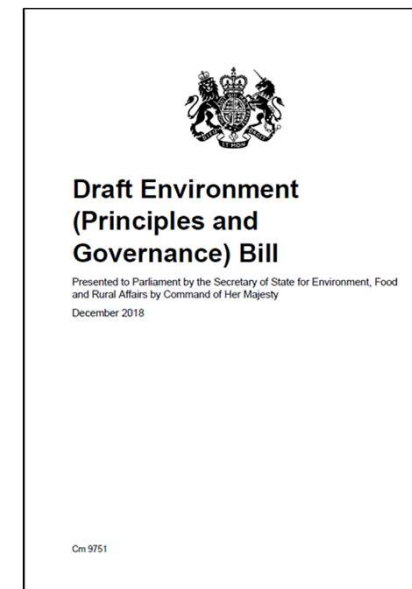 Draft Environment
(Principles and
Governance) Bill
Presented to Parliament by the Secretary of State for Environment, Food
and Rural Affairs by Command of Her Majesty
December 2018
Cm 9751